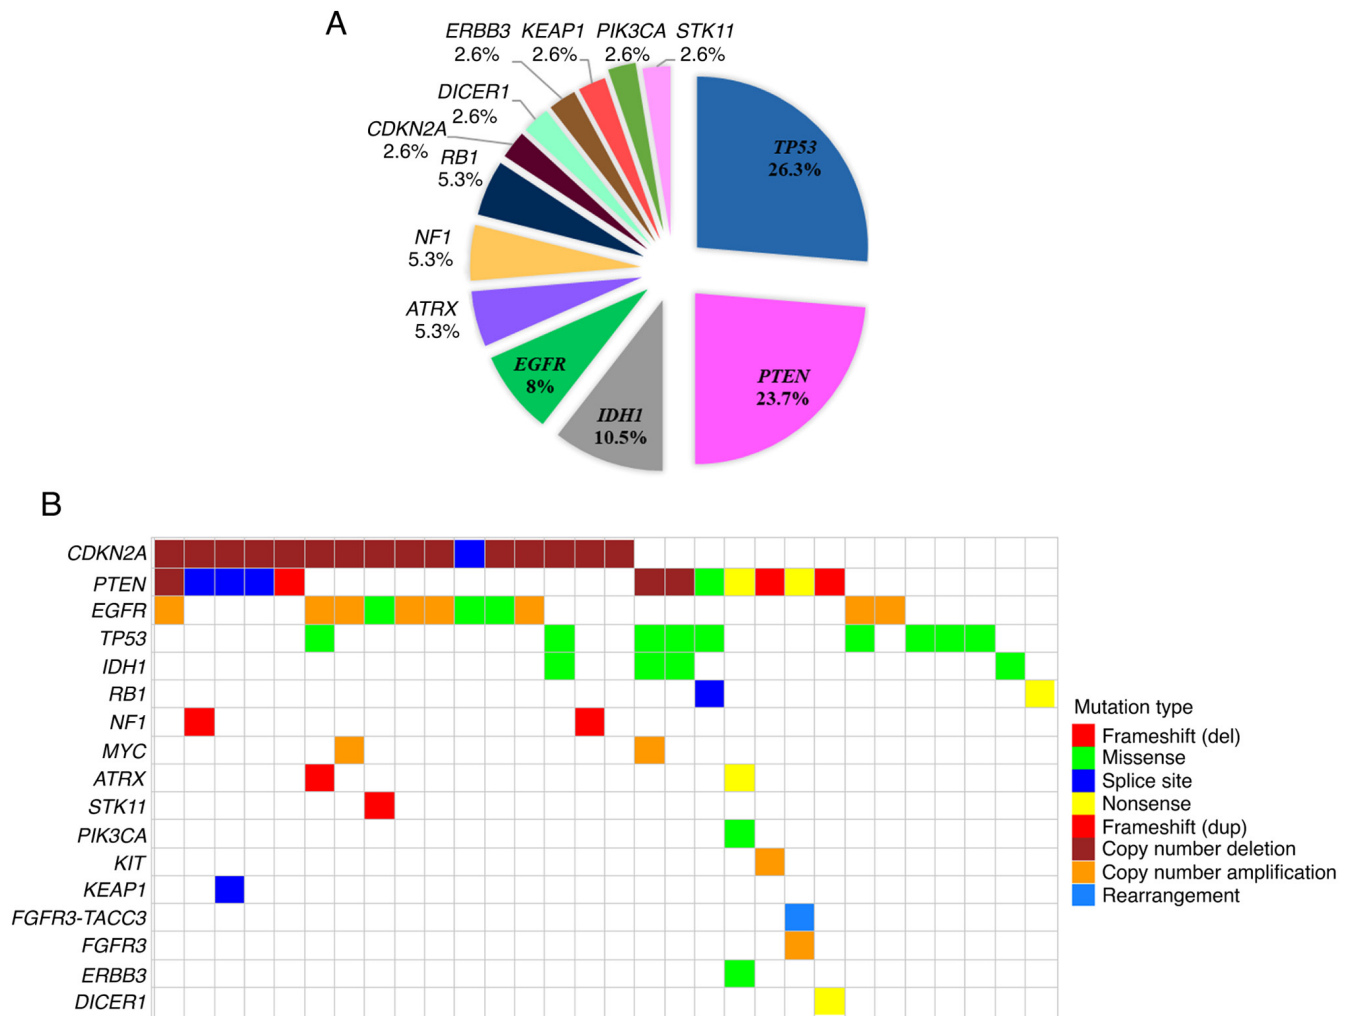 A
ERBB3 KEAP1 PIK3CA STK11
2.6% 2.6% 2.6% 2.6%
DICER1
2.6%
CDKN2A
2.6%
RB1
5.3%
NF1
5.3%
ATRX
5.3%
TP53
26.3%
PTEN
23.7%
EGFR
8%
IDH1
10.5%
B
CDKN2A
PTEN
EGFR
TP53
IDH1
RB1
NF1
MYC
ATRX
STK11
PIK3CA
KIT
KEAP1
FGFR3-TACC3
FGFR3
ERBB3
DICER1
Mutation type
Frameshift (del)
Missense
Splice site
Nonsense
Frameshift (dup)
Copy number deletion
Copy number amplification
Rearrangement